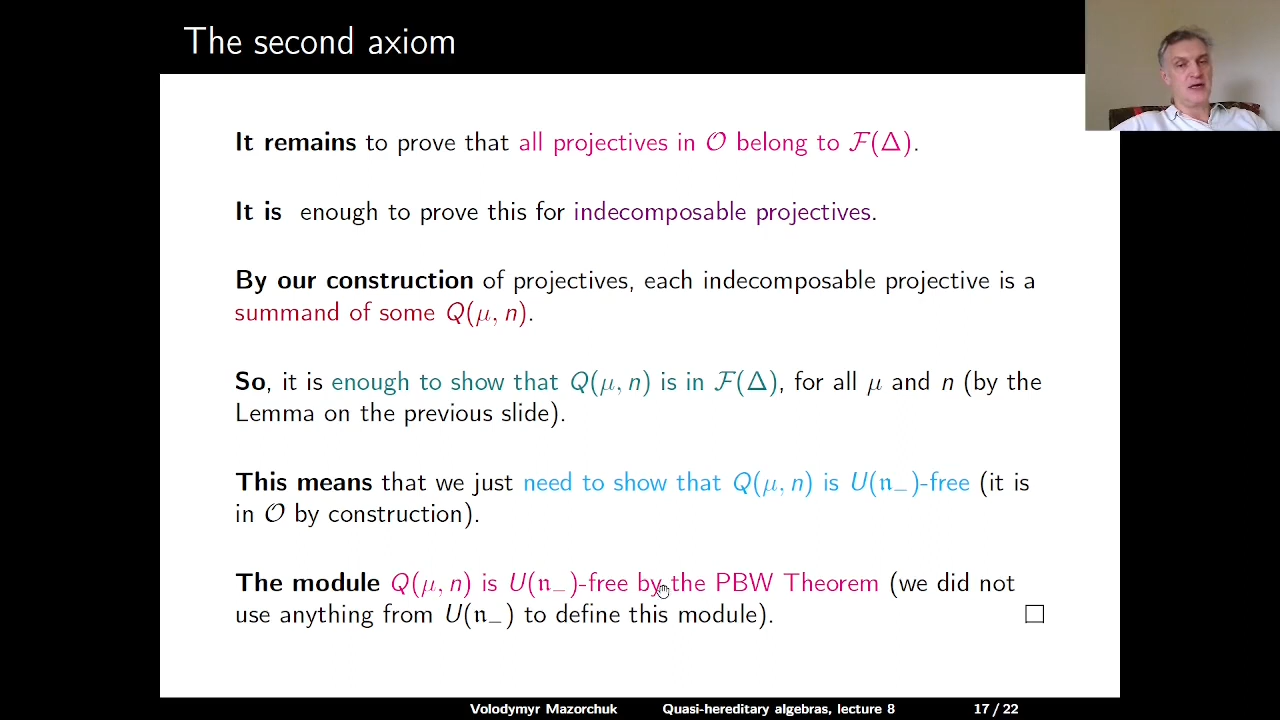 The second axiom
It remains to prove that all projectives in 𝒪 belong to ℱ(Δ).
It is enough to prove this for indecomposable projectives.
By our construction of projectives, each indecomposable projective is a
summand of some Q(μ, n).
So, it is enough to show that Q(μ, n) is in ℱ(Δ), for all μ and n (by the
Lemma on the previous slide).
This means that we just need to show that Q(μ, n) is U(𝔫₋)-free (it is
in 𝒪 by construction).
The module Q(μ, n) is U(𝔫₋)-free by the PBW Theorem (we did not
use anything from U(𝔫₋) to define this module). □
Volodymyr Mazorchuk Quasi-hereditary algebras, lecture 8 17 / 22